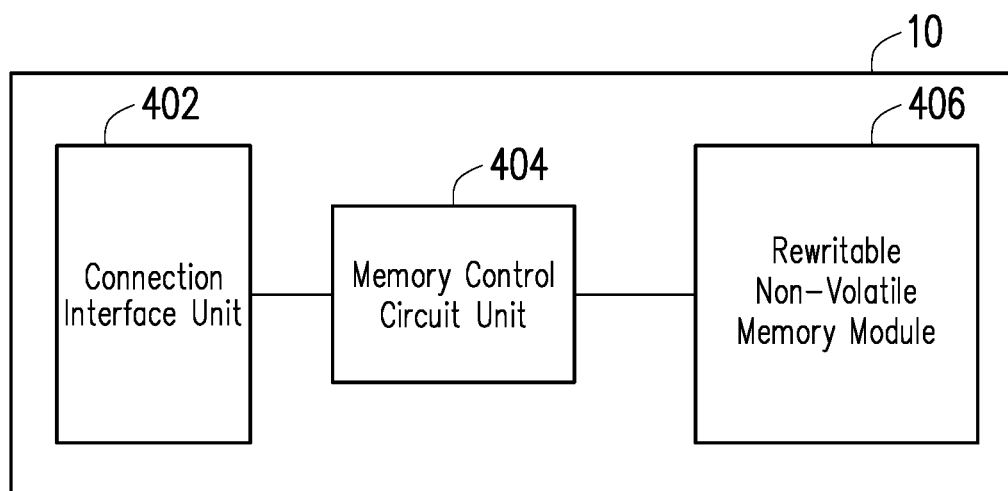 10
402
406
404
Connection
Interface Unit
Memory Control
Circuit Unit
Rewritable
Non-Volatile
Memory Module